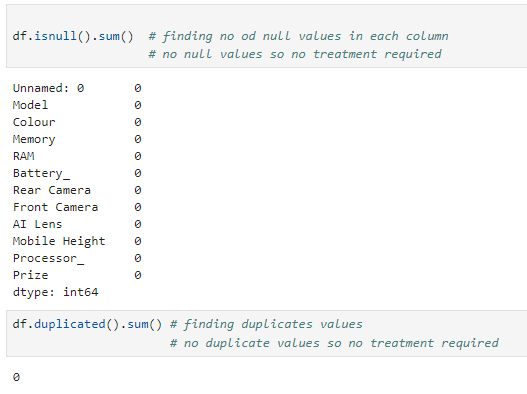 df.isnull().sum()  # finding no od null values in each column
# no null values so no treatment required
Unnamed: 0       0
Model            0
Colour           0
Memory           0
RAM              0
Battery_         0
Rear Camera      0
Front Camera     0
AI Lens          0
Mobile Height    0
Processor_       0
Prize            0
dtype: int64
df.duplicated().sum() # finding duplicates values
# no duplicate values so no treatment required
0